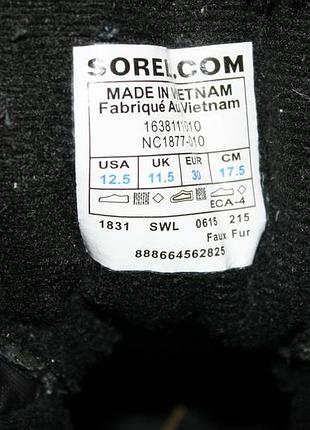 SOREL.COM
MADE IN VIETNAM
Fabriqué Au Vietnam
1638111010
NC1877-010
USA UK EUR CM
12.5 11.5 30 17.5
ECA-4
1831 SWL 0615 215
Faux Fur
888664562825